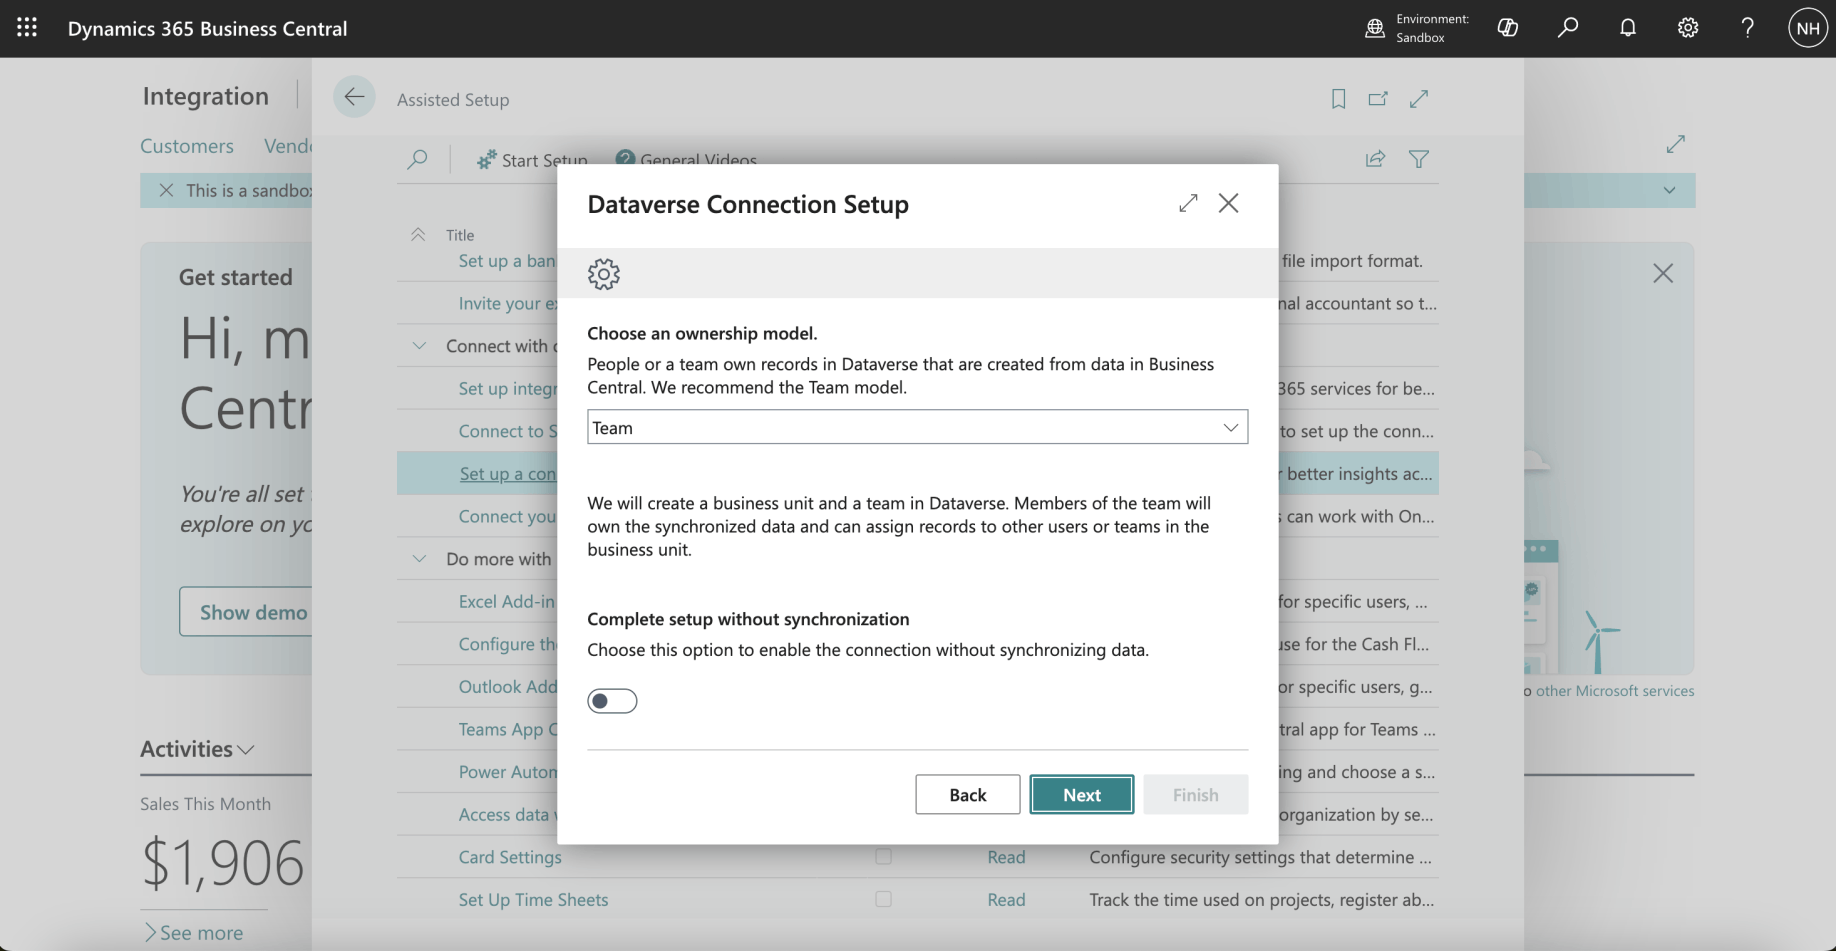 Dynamics 365 Business Central
Environment:
Sandbox
NH
Integration
Customers
Assisted Setup
This is a sandbox
Start Setup
General Videos
Get started
Hi, m
Centr
You're all set
explore on yo
Show demo
Activities
Sales This Month
$1,906
See more
Title
Set up a ban
file import format.
Invite your e
nal accountant so t...
Connect with
Set up integr
365 services for be...
Connect to S
to set up the conn...
Set up a con
better insights ac...
Connect you
can work with On...
Do more with
Excel Add-in
for specific users, ...
Configure th
use for the Cash Fl...
Outlook Add
or specific users, g...
Teams App C
tral app for Teams ...
Power Autom
ing and choose a s...
Access data
organization by se...
Card Settings
Read
Configure security settings that determine ...
Set Up Time Sheets
Read
Track the time used on projects, register ab...
o other Microsoft services
Dataverse Connection Setup
Choose an ownership model.
People or a team own records in Dataverse that are created from data in Business
Central. We recommend the Team model.
Team
We will create a business unit and a team in Dataverse. Members of the team will
own the synchronized data and can assign records to other users or teams in the
business unit.
Complete setup without synchronization
Choose this option to enable the connection without synchronizing data.
Back
Next
Finish